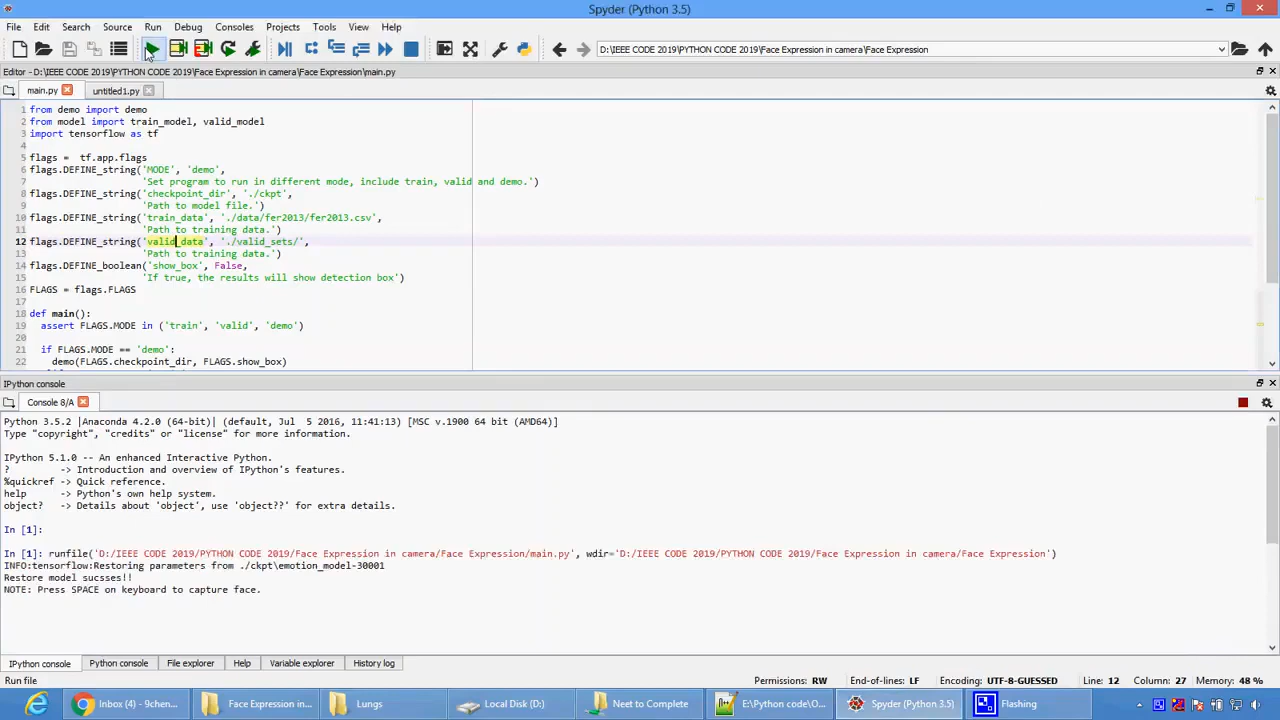 Spyder (Python 3.5)
File Edit Search Source Run Debug Consoles Projects Tools View Help
D:\IEEE CODE 2019\PYTHON CODE 2019\Face Expression in camera\Face Expression
Editor - D:\IEEE CODE 2019\PYTHON CODE 2019\Face Expression in camera\Face Expression\main.py
main.py untitled1.py
1 from demo import demo
2 from model import train_model, valid_model
3 import tensorflow as tf
4
5 flags =  tf.app.flags
6 flags.DEFINE_string('MODE', 'demo',
7 'Set program to run in different mode, include train, valid and demo.')
8 flags.DEFINE_string('checkpoint_dir', './ckpt',
9 'Path to model file.')
10 flags.DEFINE_string('train_data', './data/fer2013/fer2013.csv',
11 'Path to training data.')
12 flags.DEFINE_string('valid_data', './valid_sets/',
13 'Path to training data.')
14 flags.DEFINE_boolean('show_box', False,
15 'If true, the results will show detection box')
16 FLAGS = flags.FLAGS
17
18 def main():
19 assert FLAGS.MODE in ('train', 'valid', 'demo')
20
21 if FLAGS.MODE == 'demo':
22 demo(FLAGS.checkpoint_dir, FLAGS.show_box)
IPython console
Console 8/A
Python 3.5.2 |Anaconda 4.2.0 (64-bit)| (default, Jul  5 2016, 11:41:13) [MSC v.1900 64 bit (AMD64)]
Type "copyright", "credits" or "license" for more information.
IPython 5.1.0 -- An enhanced Interactive Python.
? -> Introduction and overview of IPython's features.
%quickref -> Quick reference.
help -> Python's own help system.
object? -> Details about 'object', use 'object??' for extra details.
In [1]:
In [1]: runfile('D:/IEEE CODE 2019/PYTHON CODE 2019/Face Expression in camera/Face Expression/main.py', wdir='D:/IEEE CODE 2019/PYTHON CODE 2019/Face Expression in camera/Face Expression')
INFO:tensorflow:Restoring parameters from ./ckpt\emotion_model-30001
Restore model sucsses!!
NOTE: Press SPACE on keyboard to capture face.
IPython console Python console File explorer Help Variable explorer History log
Run file Permissions: RW End-of-lines: LF Encoding: UTF-8-GUESSED Line: 12 Column: 27 Memory: 48 %
Inbox (4) - 9chen... Face Expression in... Lungs Local Disk (D:) Neet to Complete E:\Python code\O... Spyder (Python 3.5) Flashing